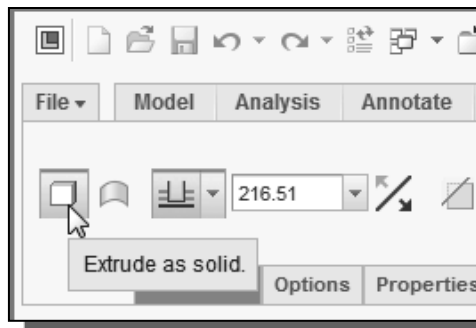 File Model Analysis Annotate
216.51
Extrude as solid.
Options Properties